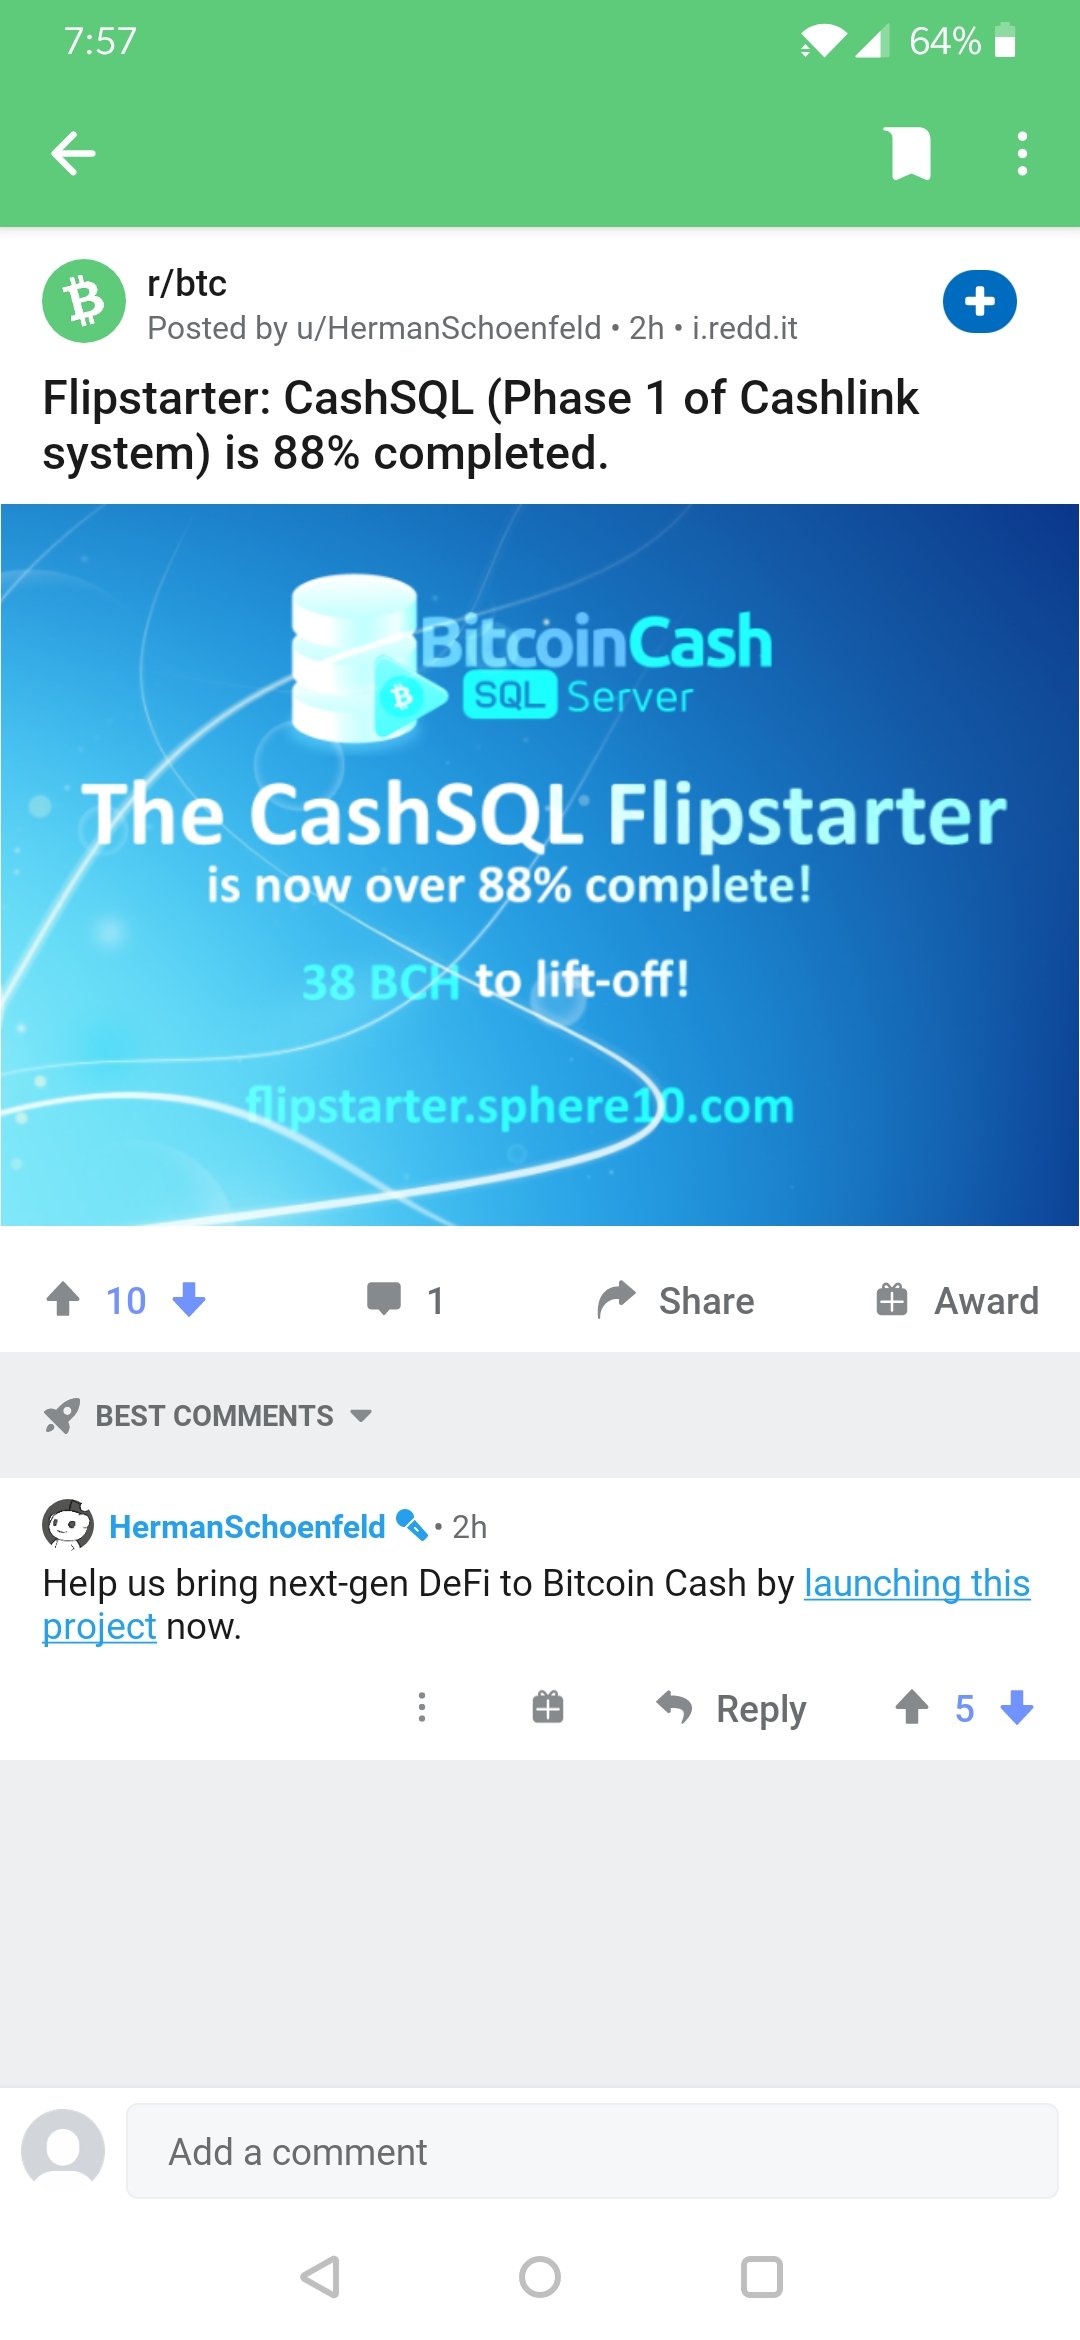 7:57
64%
r/btc
Posted by u/HermanSchoenfeld • 2h • i.redd.it
Flipstarter: CashSQL (Phase 1 of Cashlink
system) is 88% completed.
BitcoinCash
SQL Server
The CashSQL Flipstarter
is now over 88% complete!
38 BCH to lift-off!
flipstarter.sphere10.com
10
1
Share
Award
BEST COMMENTS
HermanSchoenfeld • 2h
Help us bring next-gen DeFi to Bitcoin Cash by launching this
project now.
Reply
5
Add a comment